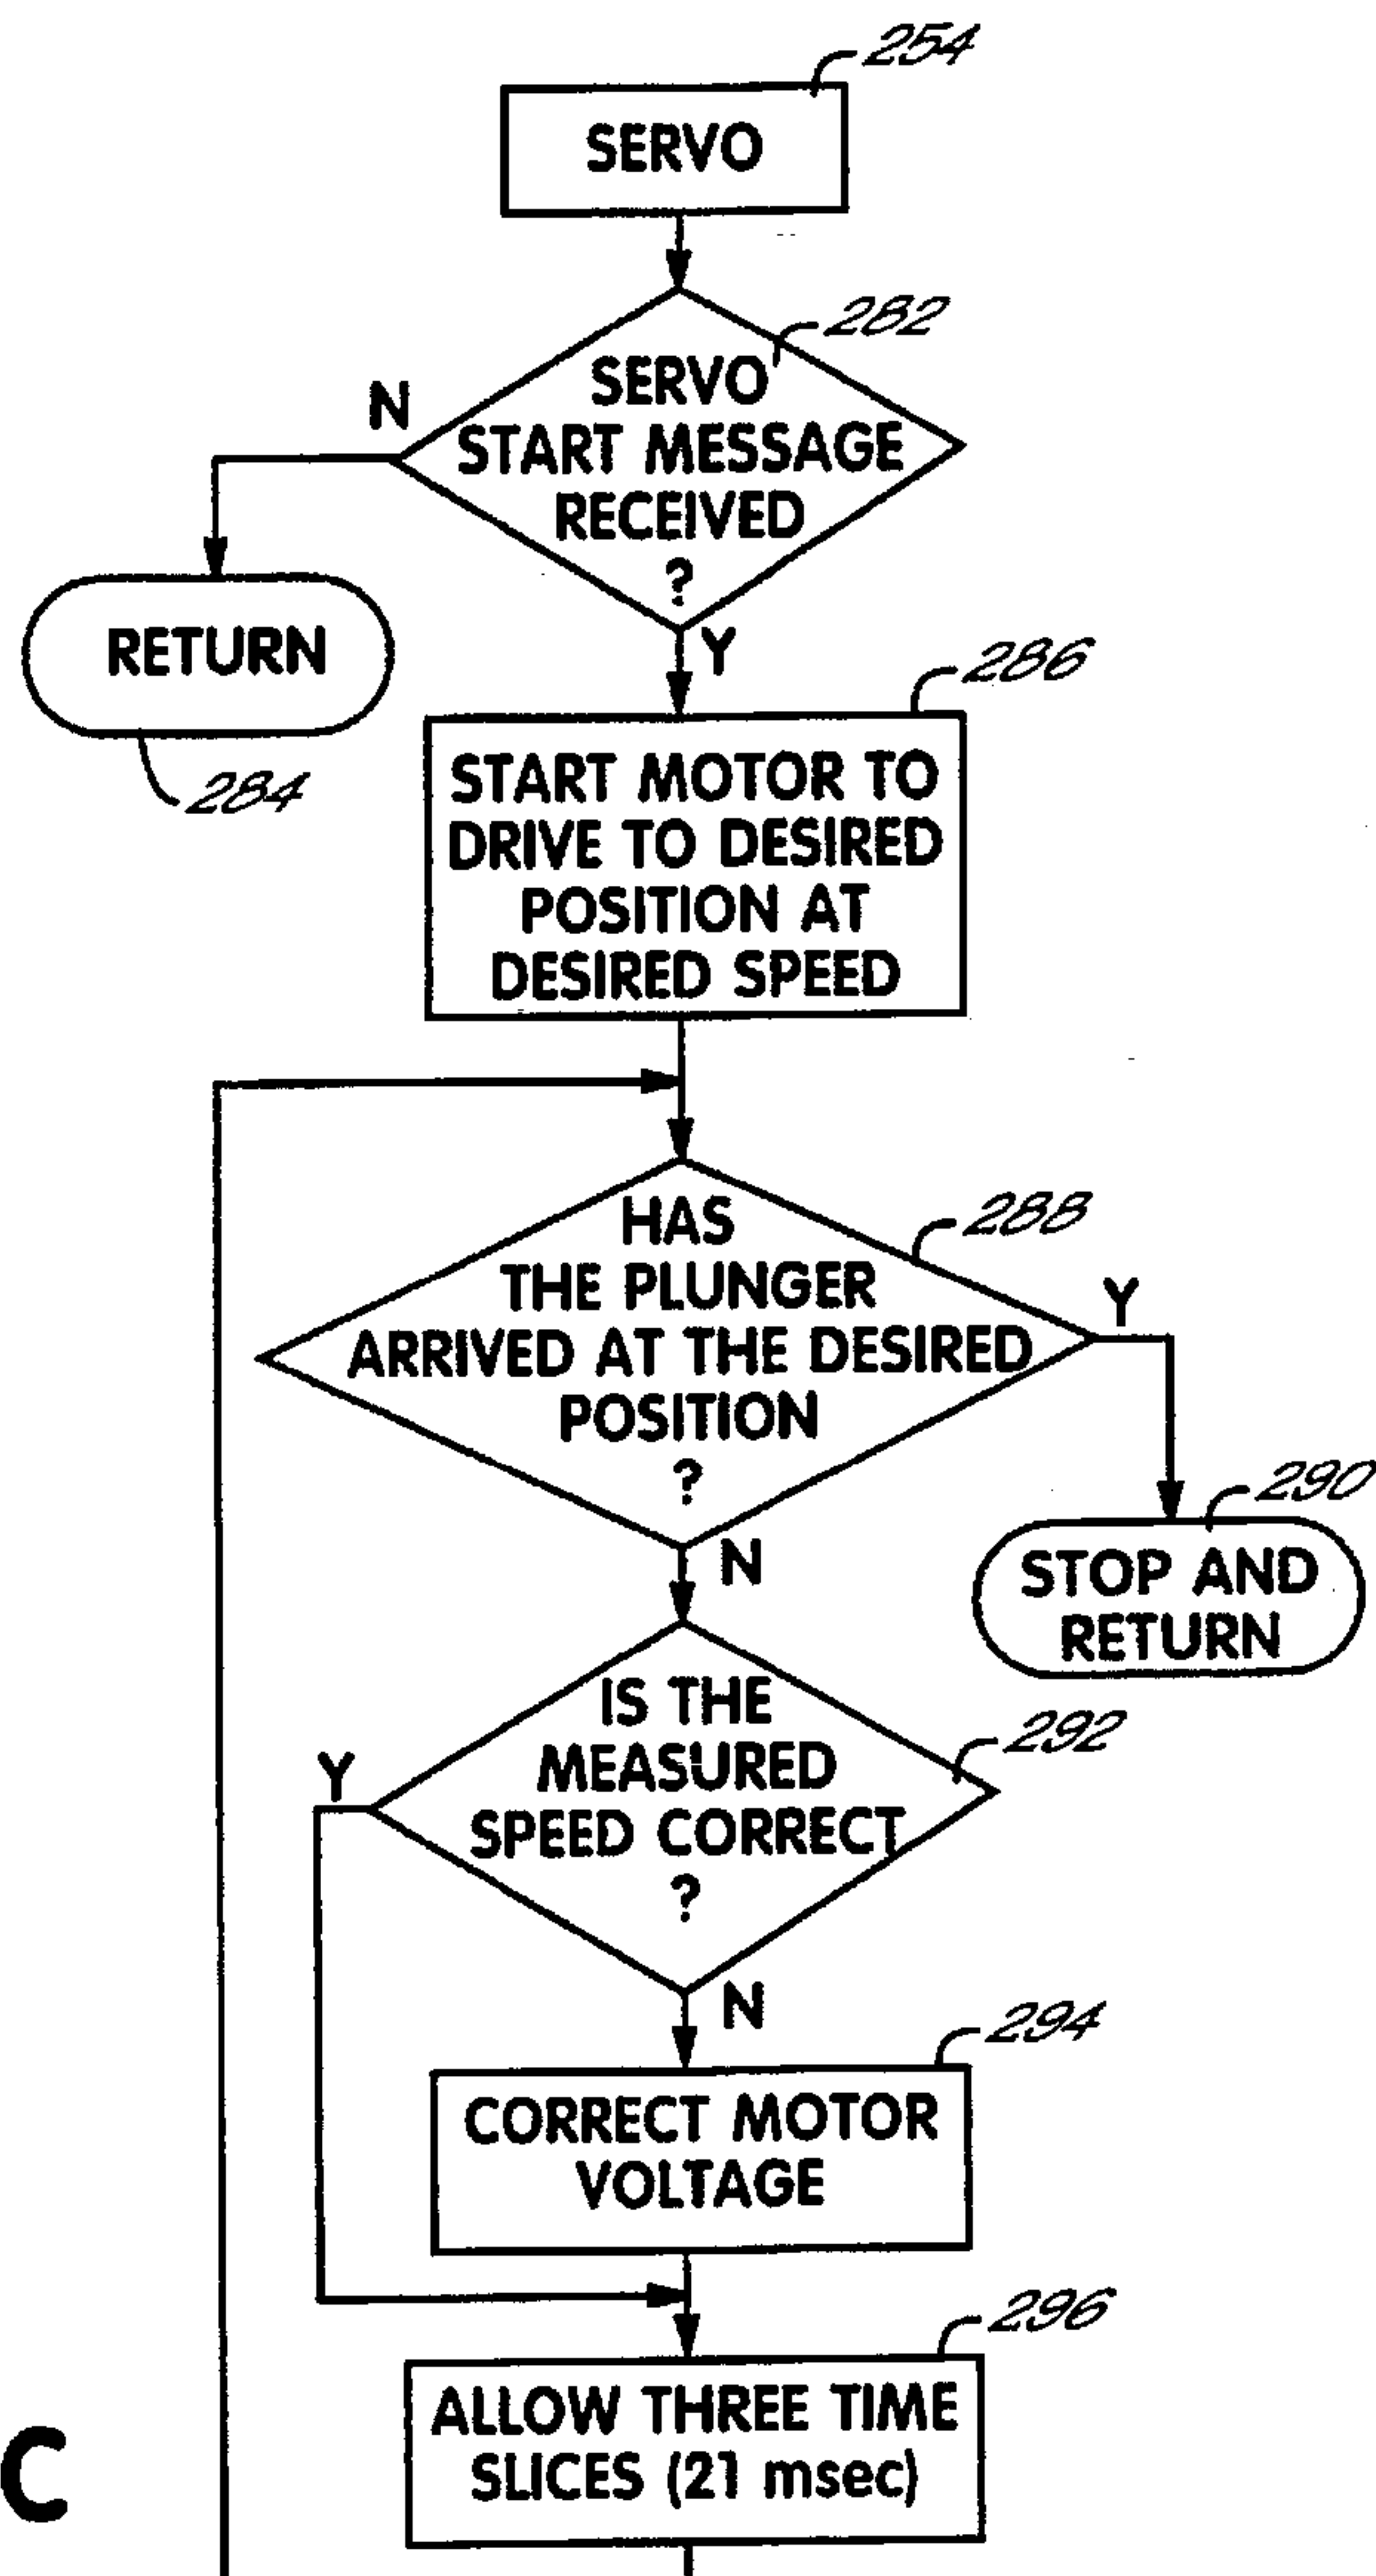 254
SERVO
282
SERVO
START MESSAGE
RECEIVED
?
N
Y
RETURN
284
286
START MOTOR TO
DRIVE TO DESIRED
POSITION AT
DESIRED SPEED
288
HAS
THE PLUNGER
ARRIVED AT THE DESIRED
POSITION
?
Y
N
290
STOP AND
RETURN
292
IS THE
MEASURED
SPEED CORRECT
?
Y
N
294
CORRECT MOTOR
VOLTAGE
296
ALLOW THREE TIME
SLICES (21 msec)
C